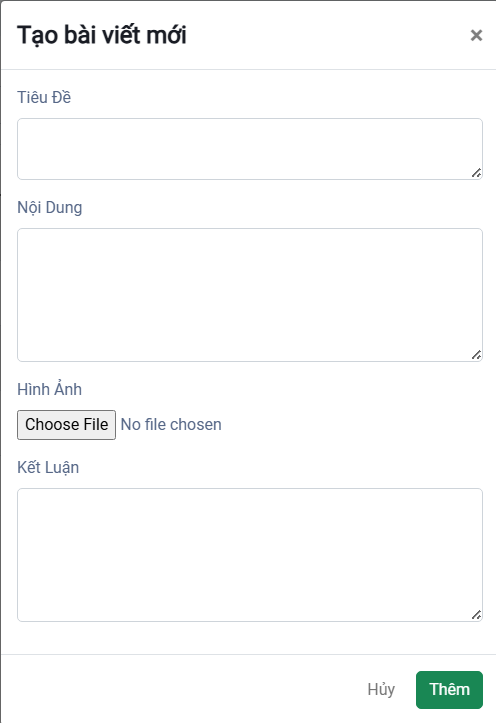 Tạo bài viết mới ×
Tiêu Đề
Nội Dung
Hình Ảnh
Choose File No file chosen
Kết Luận
Hủy Thêm